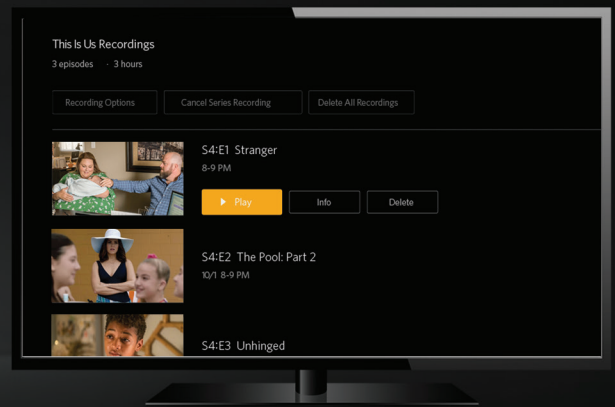 This Is Us Recordings
3 episodes · 3 hours
Recording Options
Cancel Series Recording
Delete All Recordings
S4:E1 Stranger
8-9 PM
Play
Info
Delete
S4:E2 The Pool: Part 2
10/1 8-9 PM
S4:E3 Unhinged